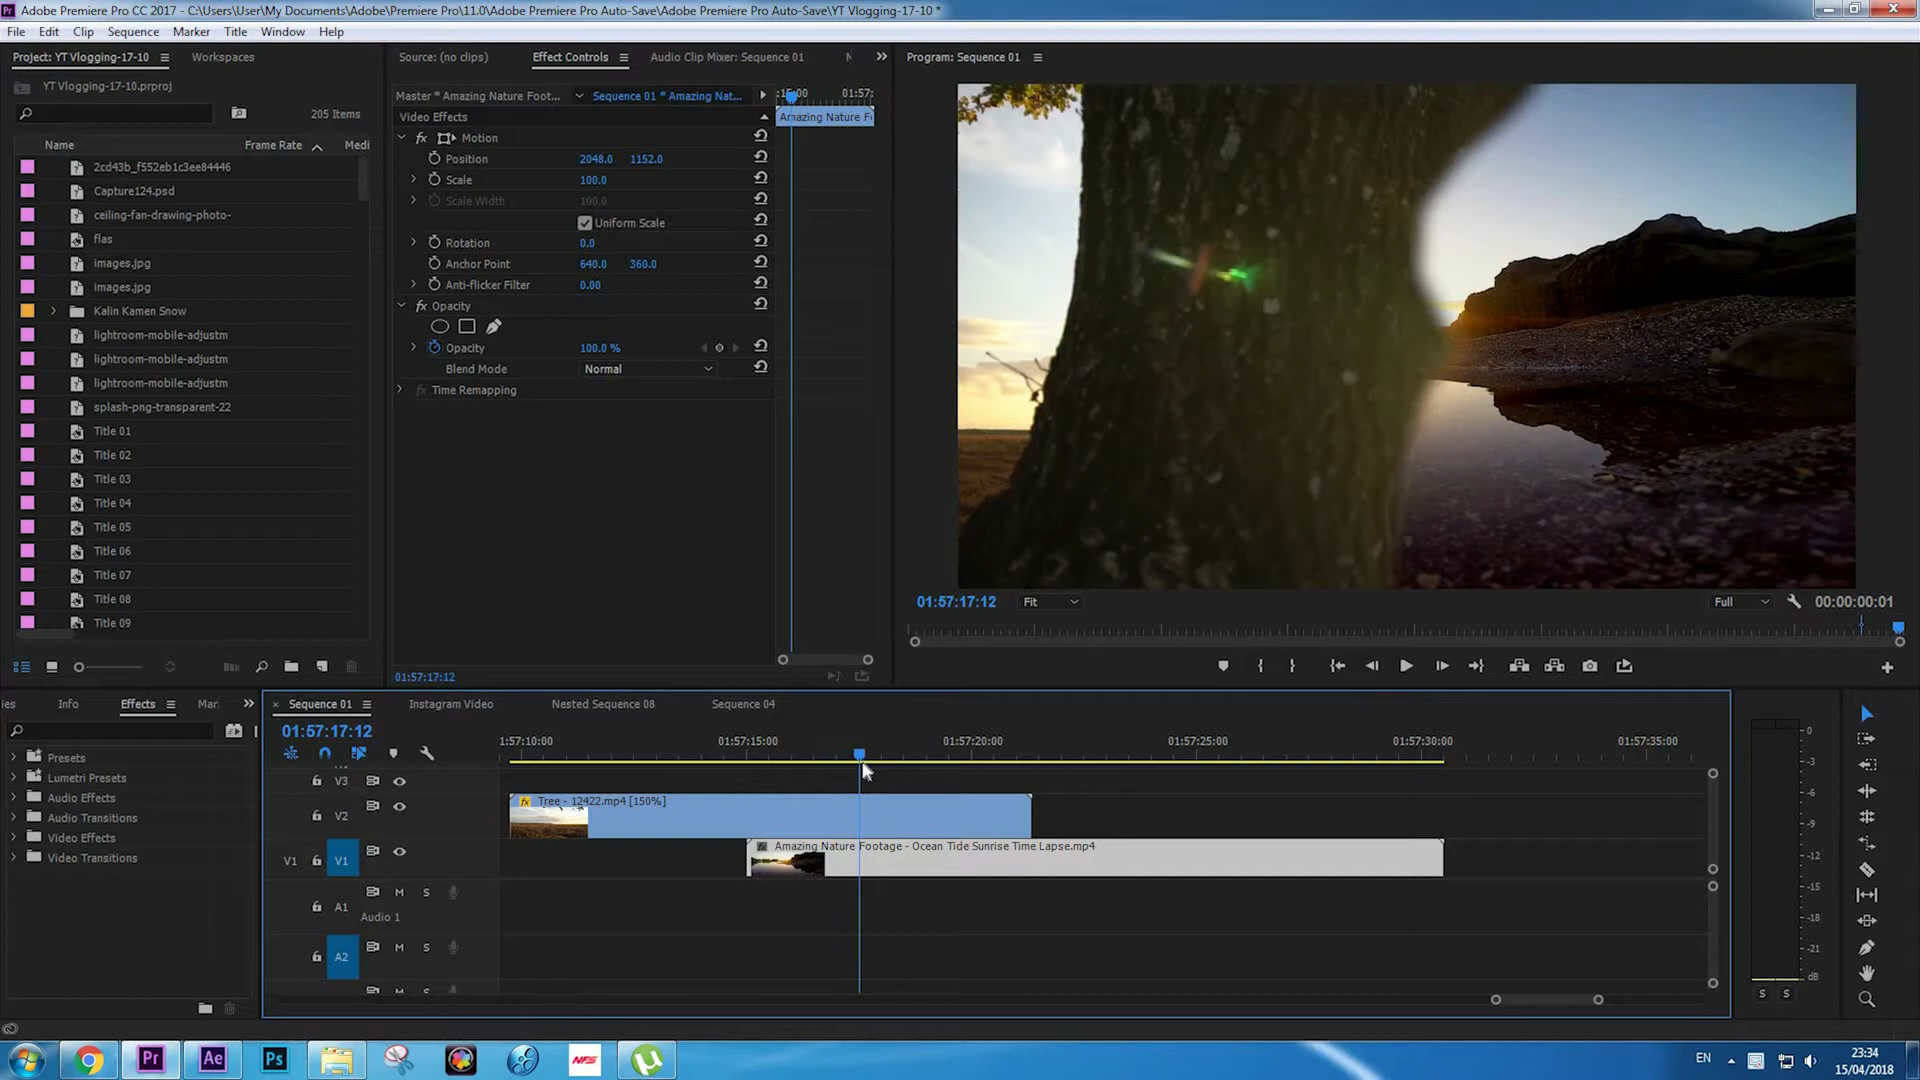 Adobe Premiere Pro CC 2017 - C:\Users\User\My Documents\Adobe\Premiere Pro\11.0\Adobe Premiere Pro Auto-Save\Adobe Premiere Pro Auto-Save\YT Vlogging-17-10 *
File Edit Clip Sequence Marker Title Window Help
Project: YT Vlogging-17-10 Workspaces
YT Vlogging-17-10.prproj
205 Items
Name Frame Rate Medi
2cd43b_f552eb1c3ee84446
Capture124.psd
ceiling-fan-drawing-photo-
flas
images.jpg
images.jpg
Kalin Kamen Snow
lightroom-mobile-adjustm
lightroom-mobile-adjustm
lightroom-mobile-adjustm
splash-png-transparent-22
Title 01
Title 02
Title 03
Title 04
Title 05
Title 06
Title 07
Title 08
Title 09
Source: (no clips) Effect Controls Audio Clip Mixer: Sequence 01
Master * Amazing Nature Foot... Sequence 01 * Amazing Nat...
:15:00 01:57:
Video Effects
Amazing Nature F
fx Motion
Position 2048.0 1152.0
Scale 100.0
Scale Width 100.0
Uniform Scale
Rotation 0.0
Anchor Point 640.0 360.0
Anti-flicker Filter 0.00
fx Opacity
Opacity 100.0 %
Blend Mode Normal
fx Time Remapping
01:57:17:12
Program: Sequence 01
01:57:17:12 Fit Full 00:00:00:01
ies Info Effects Mar
Presets
Lumetri Presets
Audio Effects
Audio Transitions
Video Effects
Video Transitions
Sequence 01 Instagram Video Nested Sequence 08 Sequence 04
01:57:17:12
1:57:10:00 01:57:15:00 01:57:20:00 01:57:25:00 01:57:30:00 01:57:35:00
V3
fx Tree - 12422.mp4 [150%]
V2
fx Amazing Nature Footage - Ocean Tide Sunrise Time Lapse.mp4
V1 V1
M S
A1
Audio 1
M S
A2
M S
0
-3
-6
-9
-12
-15
-18
-21
dB
S S
Pr Ae Ps NFS µ
EN
23:34
15/04/2018